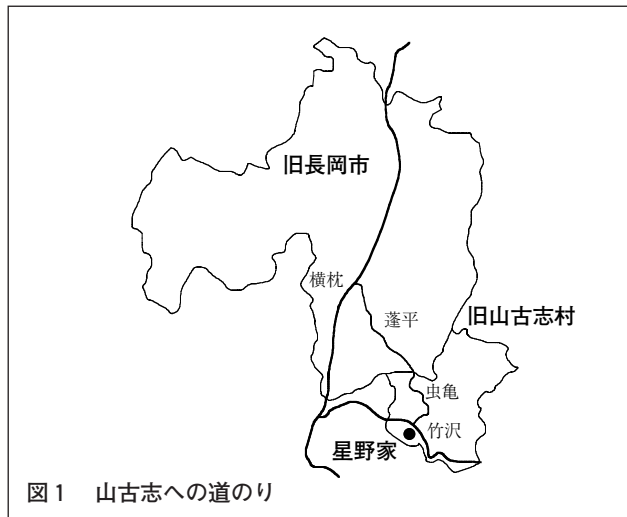 旧長岡市
横枕
蓬平
旧山古志村
虫亀
竹沢
星野家
図1 山古志への道のり